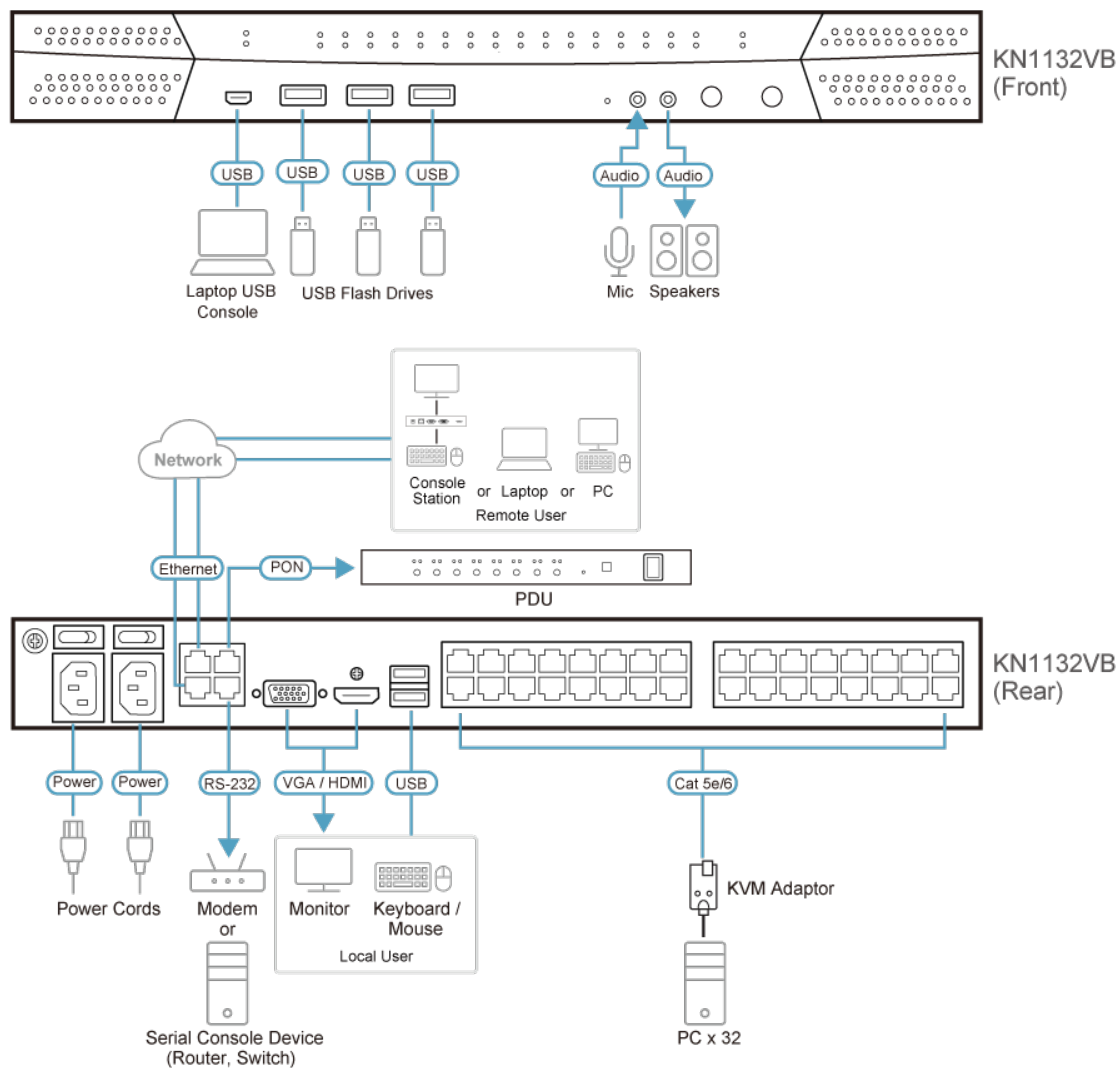 KN1132VB
(Front)
USB
USB
USB
USB
Audio
Audio
Laptop USB
Console
USB Flash Drives
Mic
Speakers
Network
Console
Station
or
Laptop
or
PC
Remote User
Ethernet
PON
PDU
KN1132VB
(Rear)
Power
Power
RS-232
VGA / HDMI
USB
Cat 5e/6
Power Cords
Modem
or
Monitor
Keyboard /
Mouse
Local User
KVM Adaptor
Serial Console Device
(Router, Switch)
PC x 32